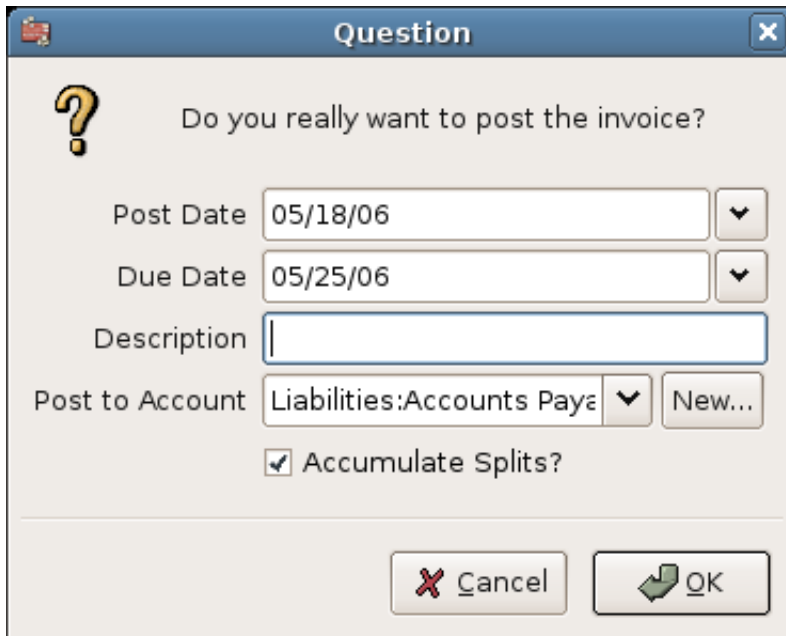 Question
Do you really want to post the invoice?
Post Date 05/18/06
Due Date 05/25/06
Description
Post to Account Liabilities:Accounts Paya New...
Accumulate Splits?
Cancel OK